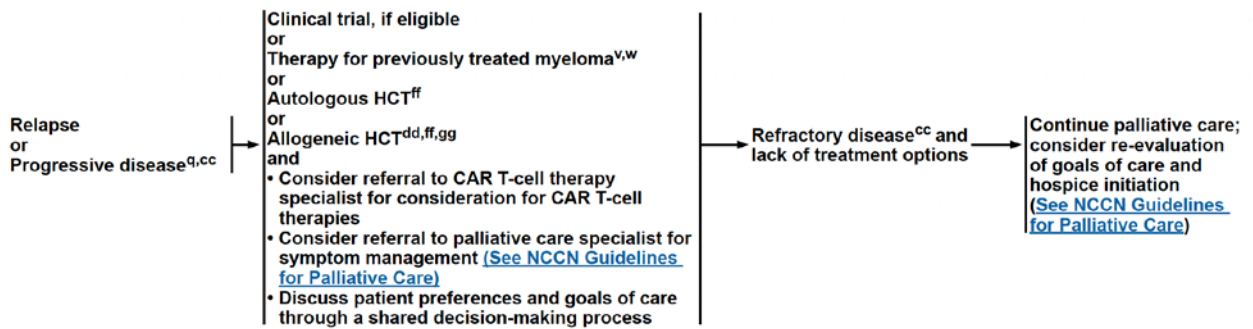 Relapse
or
Progressive disease^q,cc
Clinical trial, if eligible
or
Therapy for previously treated myeloma^v,w
or
Autologous HCT^ff
or
Allogeneic HCT^dd,ff,gg
and
• Consider referral to CAR T-cell therapy
specialist for consideration for CAR T-cell
therapies
• Consider referral to palliative care specialist for
symptom management (See NCCN Guidelines
for Palliative Care)
• Discuss patient preferences and goals of care
through a shared decision-making process
Refractory disease^cc and
lack of treatment options
Continue palliative care;
consider re-evaluation
of goals of care and
hospice initiation
(See NCCN Guidelines
for Palliative Care)